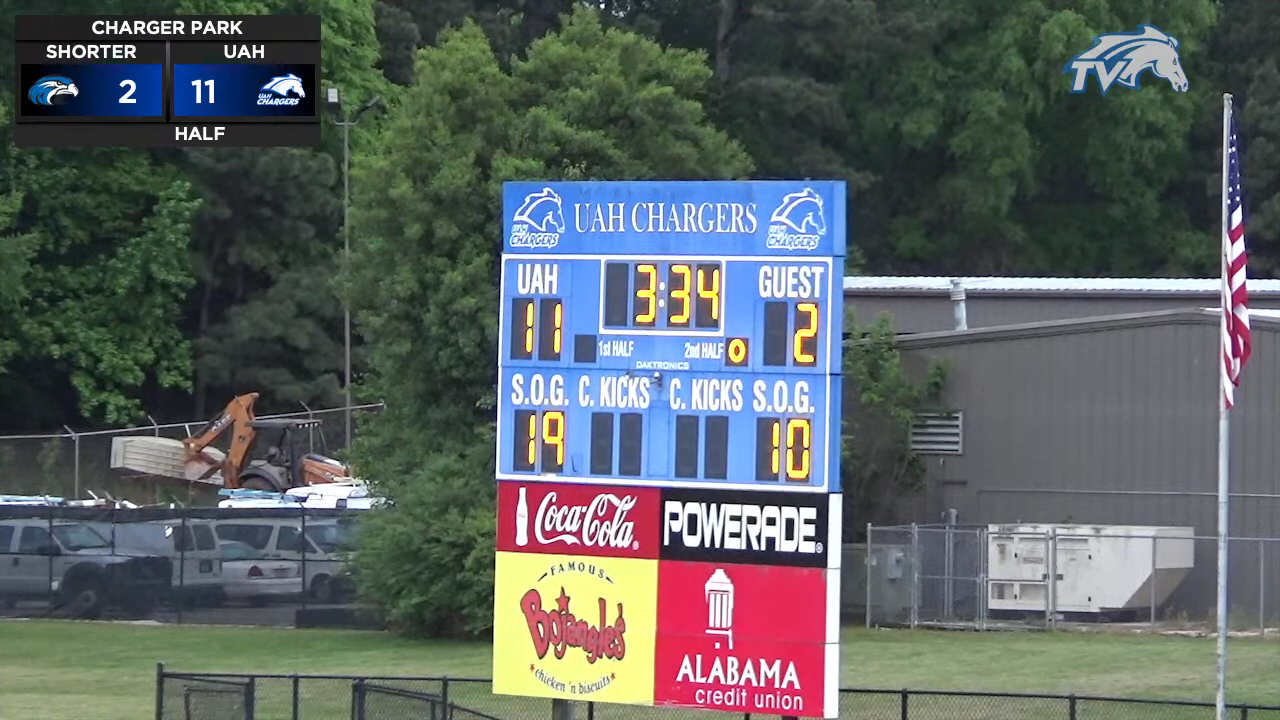 CHARGER PARK
SHORTER UAH
2 11
UAH CHARGERS
HALF
TV
UAH CHARGERS
UAH CHARGERS UAH CHARGERS
UAH 3:34 GUEST
11 1st HALF 2nd HALF 0 2
DAKTRONICS
S.O.G. C. KICKS C. KICKS S.O.G.
19 10
Coca-Cola
POWERADE
FAMOUS
Bojangles'
chicken 'n biscuits
ALABAMA
credit union